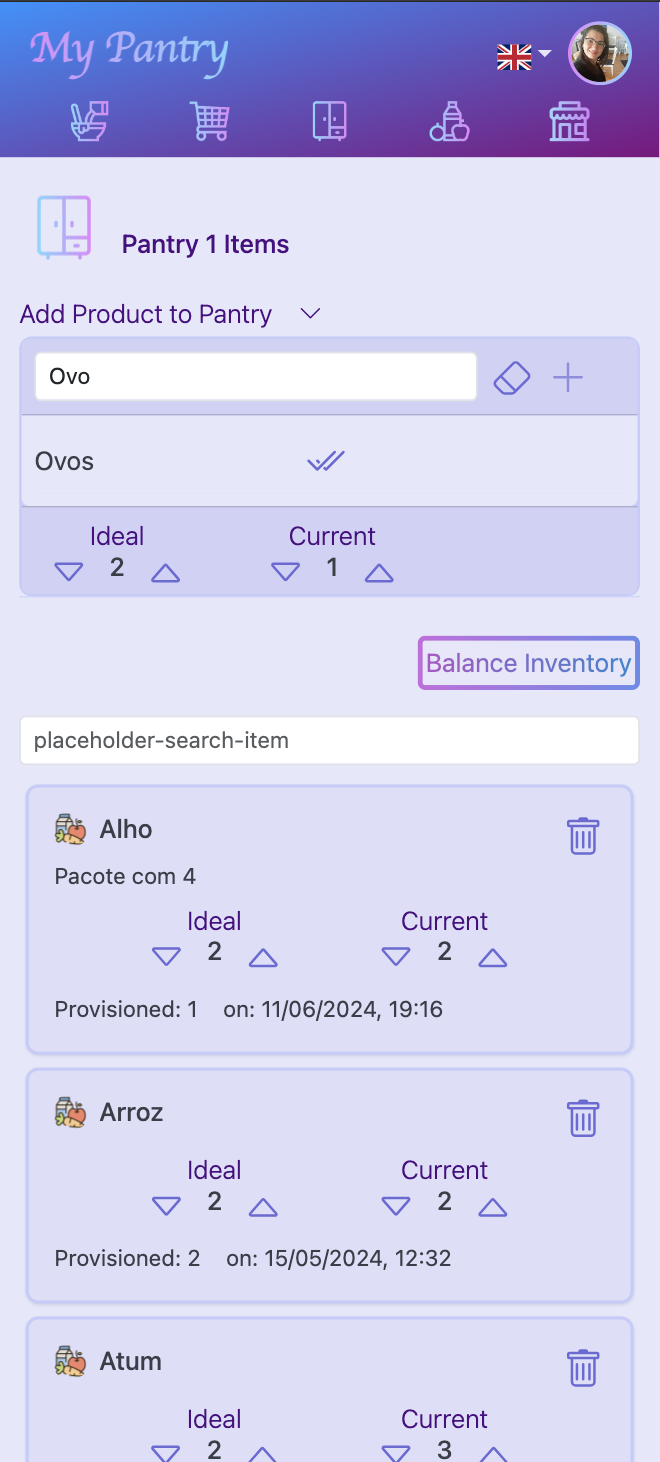 My Pantry
Pantry 1 Items
Add Product to Pantry
Ovo
Ovos
Ideal Current
2 1
Balance Inventory
placeholder-search-item
Alho
Pacote com 4
Ideal Current
2 2
Provisioned: 1 on: 11/06/2024, 19:16
Arroz
Ideal Current
2 2
Provisioned: 2 on: 15/05/2024, 12:32
Atum
Ideal Current
2 3